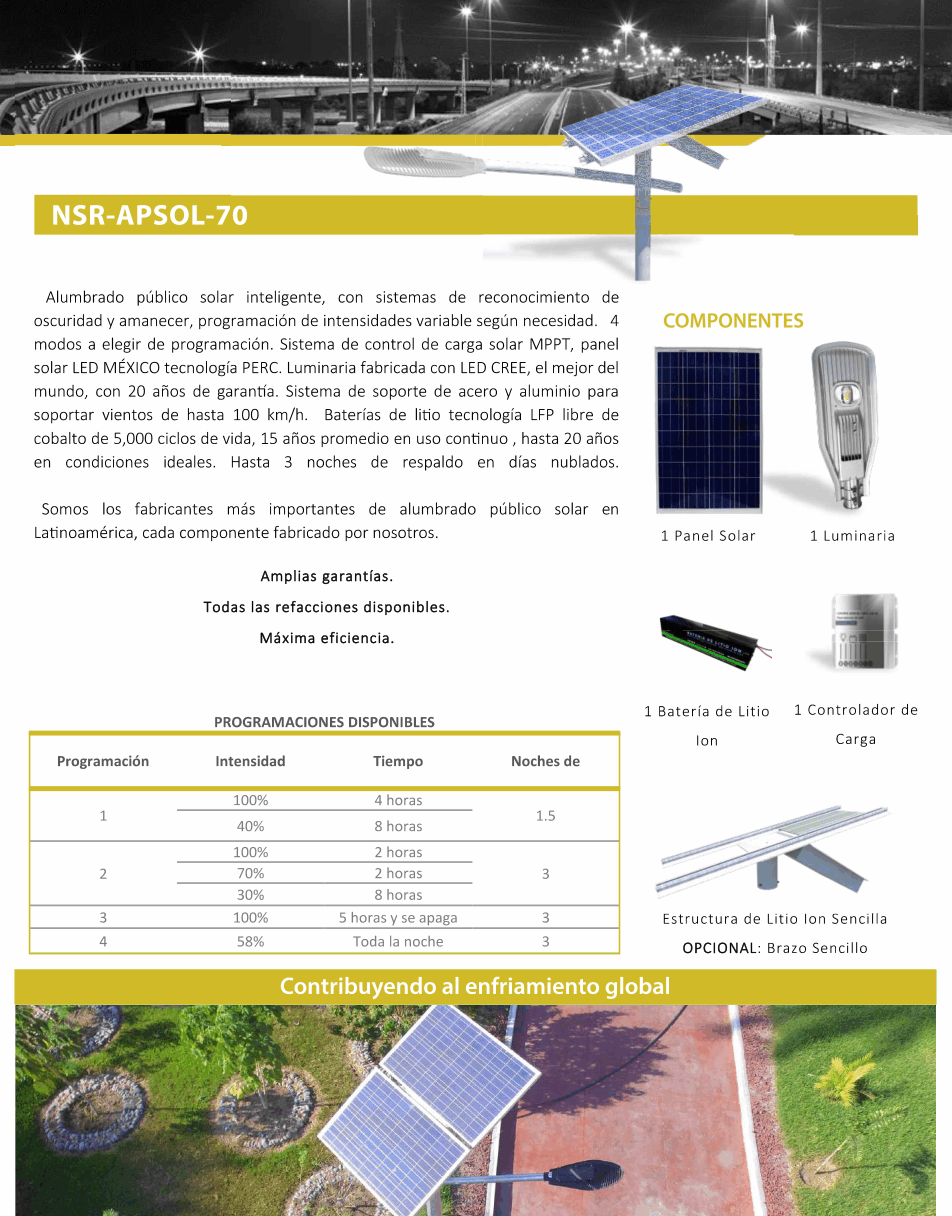 NSR-APSOL-70
Alumbrado público solar inteligente, con sistemas de reconocimiento de
oscuridad y amanecer, programación de intensidades variable según necesidad. 4
modos a elegir de programación. Sistema de control de carga solar MPPT, panel
solar LED MÉXICO tecnología PERC. Luminaria fabricada con LED CREE, el mejor del
mundo, con 20 años de garantía. Sistema de soporte de acero y aluminio para
soportar vientos de hasta 100 km/h. Baterías de litio tecnología LFP libre de
cobalto de 5,000 ciclos de vida, 15 años promedio en uso continuo , hasta 20 años
en condiciones ideales. Hasta 3 noches de respaldo en días nublados.
Somos los fabricantes más importantes de alumbrado público solar en
Latinoamérica, cada componente fabricado por nosotros.
Amplias garantías.
Todas las refacciones disponibles.
Máxima eficiencia.
COMPONENTES
1 Panel Solar
1 Luminaria
BATERIA DE LITIO ION
1 Batería de Litio
Ion
1 Controlador de
Carga
Estructura de Litio Ion Sencilla
OPCIONAL: Brazo Sencillo
PROGRAMACIONES DISPONIBLES
Programación Intensidad Tiempo Noches de
1 100% 4 horas 1.5
40% 8 horas
2 100% 2 horas 3
70% 2 horas
30% 8 horas
3 100% 5 horas y se apaga 3
4 58% Toda la noche 3
Contribuyendo al enfriamiento global